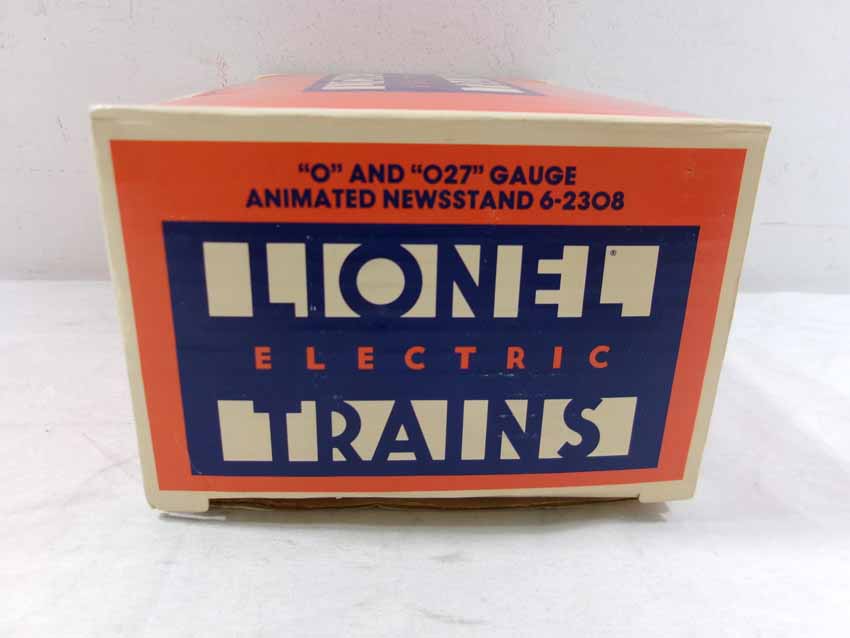 “O” AND “O27” GAUGE
ANIMATED NEWSSTAND 6-2308
LIONEL®
ELECTRIC
TRAINS